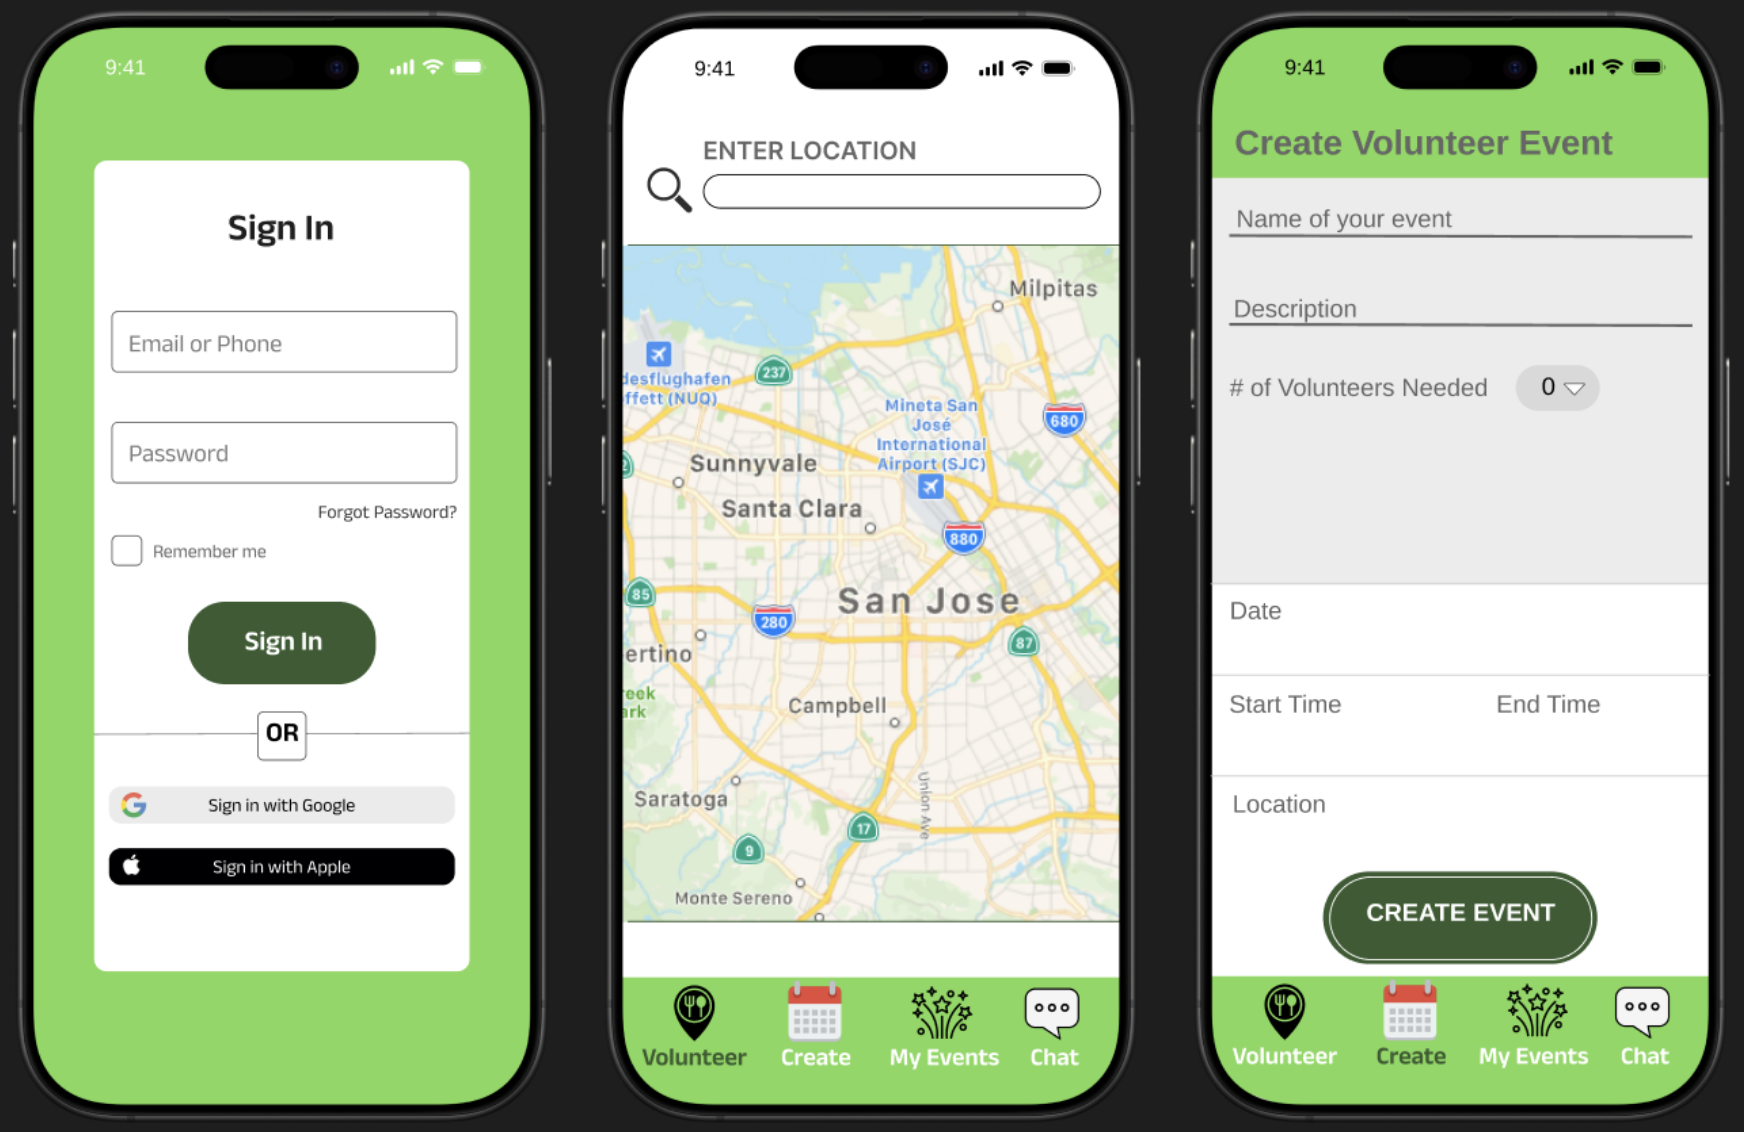 9:41
Sign In
Email or Phone
Password
Forgot Password?
Remember me
Sign In
OR
Sign in with Google
Sign in with Apple
9:41
ENTER LOCATION
Milpitas
237
desflughafen
ffett (NUQ)
Mineta San
José
International
Airport (SJC)
680
Sunnyvale
Santa Clara
880
85
San Jose
280
87
ertino
reek
ark
Campbell
Union Ave
Saratoga
17
9
Monte Sereno
Volunteer
Create
My Events
Chat
9:41
Create Volunteer Event
Name of your event
Description
# of Volunteers Needed 0
Date
Start Time End Time
Location
CREATE EVENT
Volunteer
Create
My Events
Chat